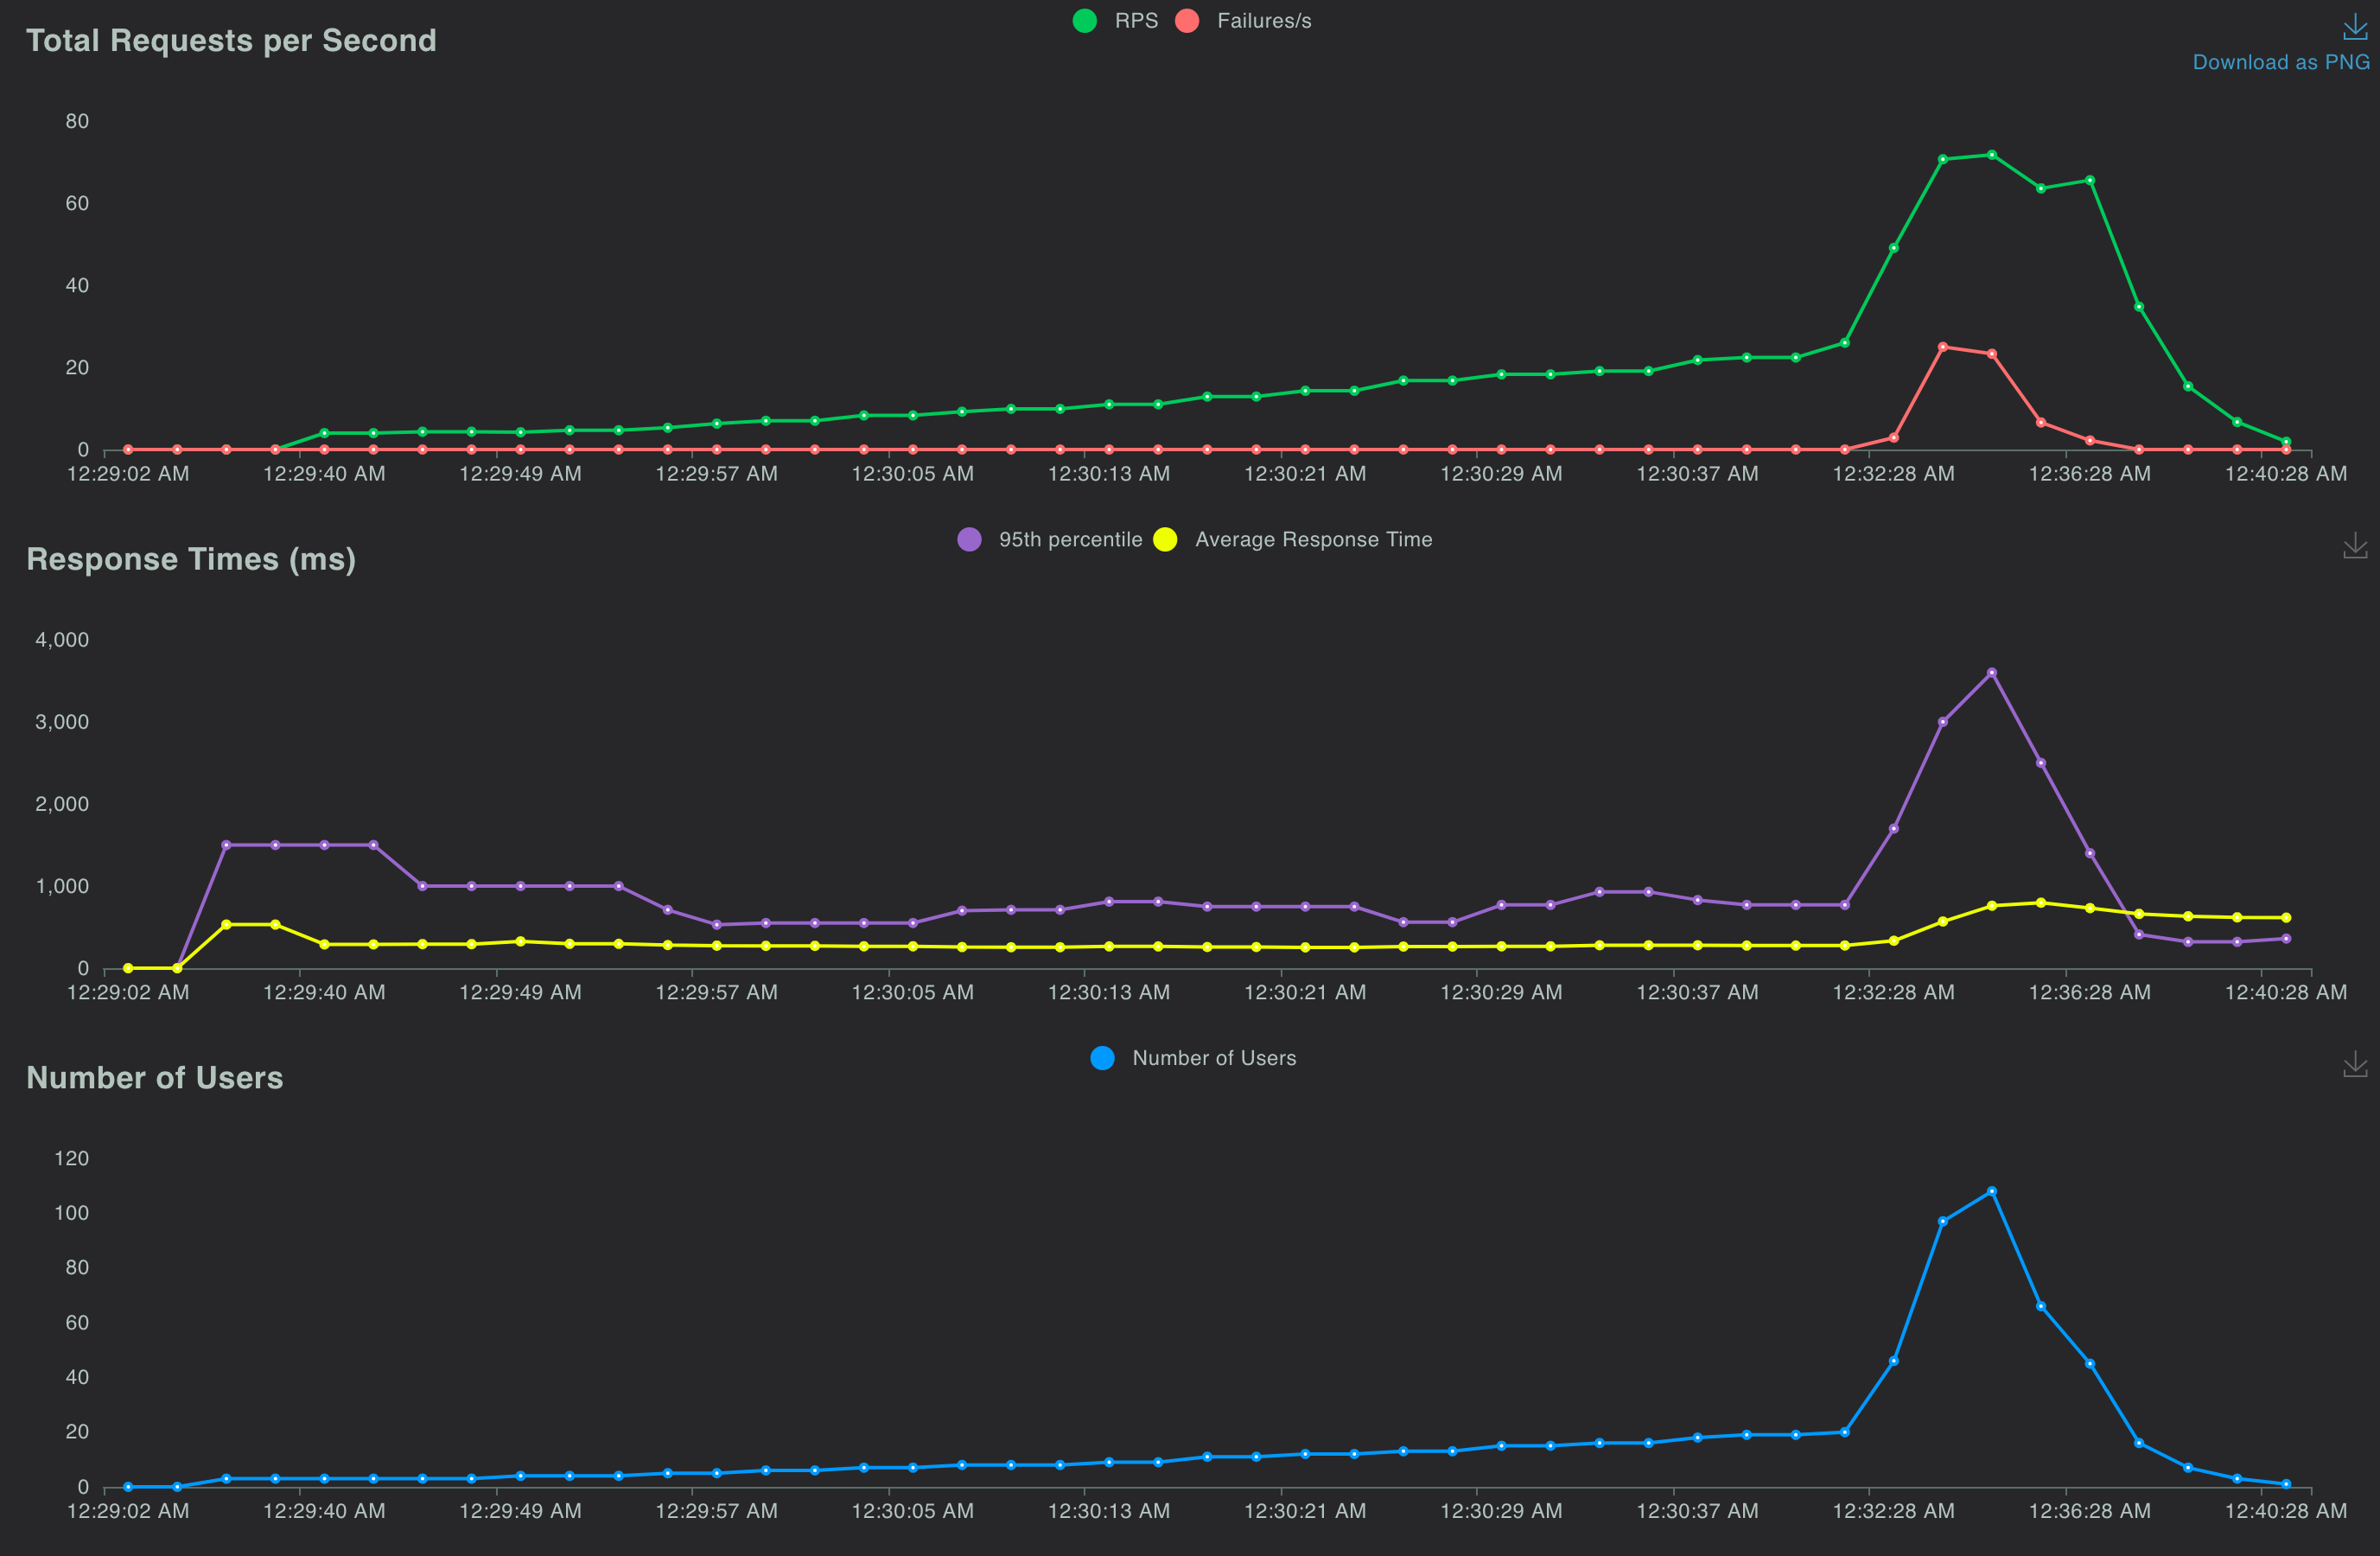 RPS Failures/s
Total Requests per Second
Download as PNG
80
60
40
20
0
12:29:02 AM 12:29:40 AM 12:29:49 AM 12:29:57 AM 12:30:05 AM 12:30:13 AM 12:30:21 AM 12:30:29 AM 12:30:37 AM 12:32:28 AM 12:36:28 AM 12:40:28 AM
95th percentile Average Response Time
Response Times (ms)
4,000
3,000
2,000
1,000
0
12:29:02 AM 12:29:40 AM 12:29:49 AM 12:29:57 AM 12:30:05 AM 12:30:13 AM 12:30:21 AM 12:30:29 AM 12:30:37 AM 12:32:28 AM 12:36:28 AM 12:40:28 AM
Number of Users
Number of Users
120
100
80
60
40
20
0
12:29:02 AM 12:29:40 AM 12:29:49 AM 12:29:57 AM 12:30:05 AM 12:30:13 AM 12:30:21 AM 12:30:29 AM 12:30:37 AM 12:32:28 AM 12:36:28 AM 12:40:28 AM